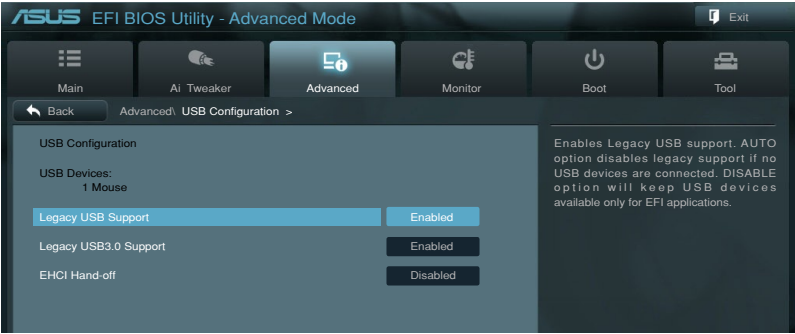 ASUS EFI BIOS Utility - Advanced Mode
Exit
Main
Ai Tweaker
Advanced
Monitor
Boot
Tool
Back
Advanced\ USB Configuration >
USB Configuration
USB Devices:
1 Mouse
Legacy USB Support Enabled
Legacy USB3.0 Support Enabled
EHCI Hand-off Disabled
Enables Legacy USB support. AUTO
option disables legacy support if no
USB devices are connected. DISABLE
option will keep USB devices
available only for EFI applications.